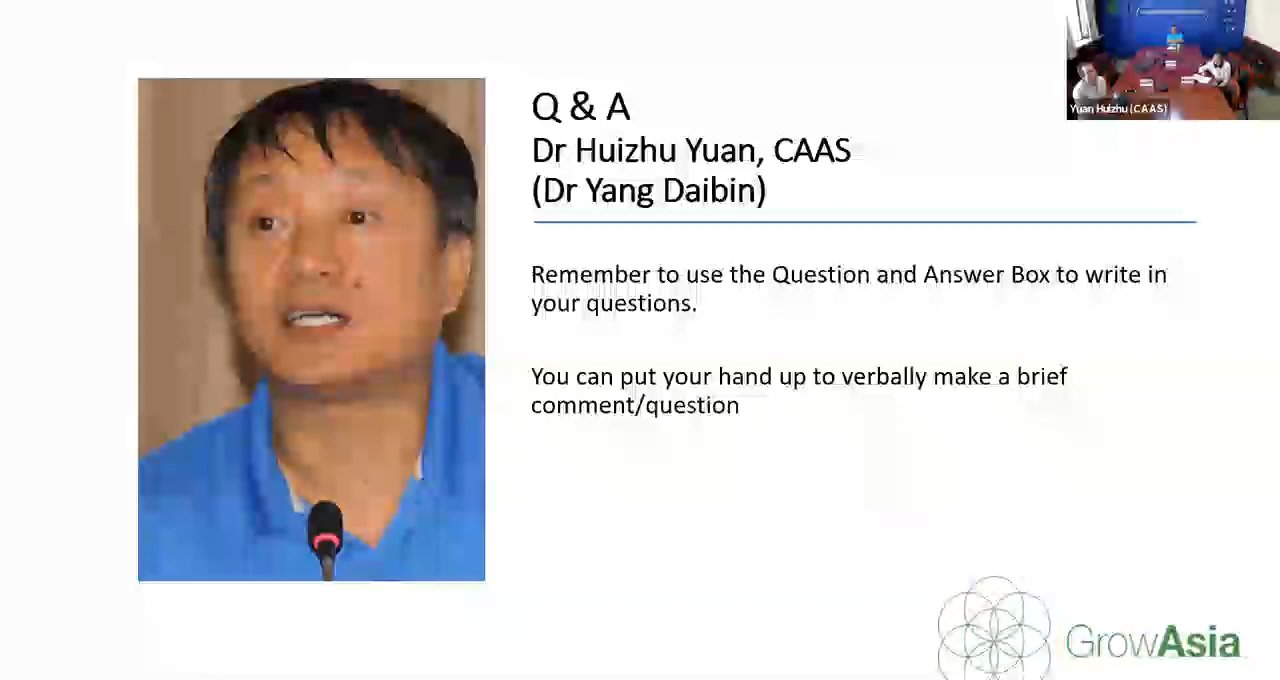 Yuan Huizhu (CAAS)
Q & A
Dr Huizhu Yuan, CAAS
(Dr Yang Daibin)
Remember to use the Question and Answer Box to write in
your questions.
You can put your hand up to verbally make a brief
comment/question
GrowAsia